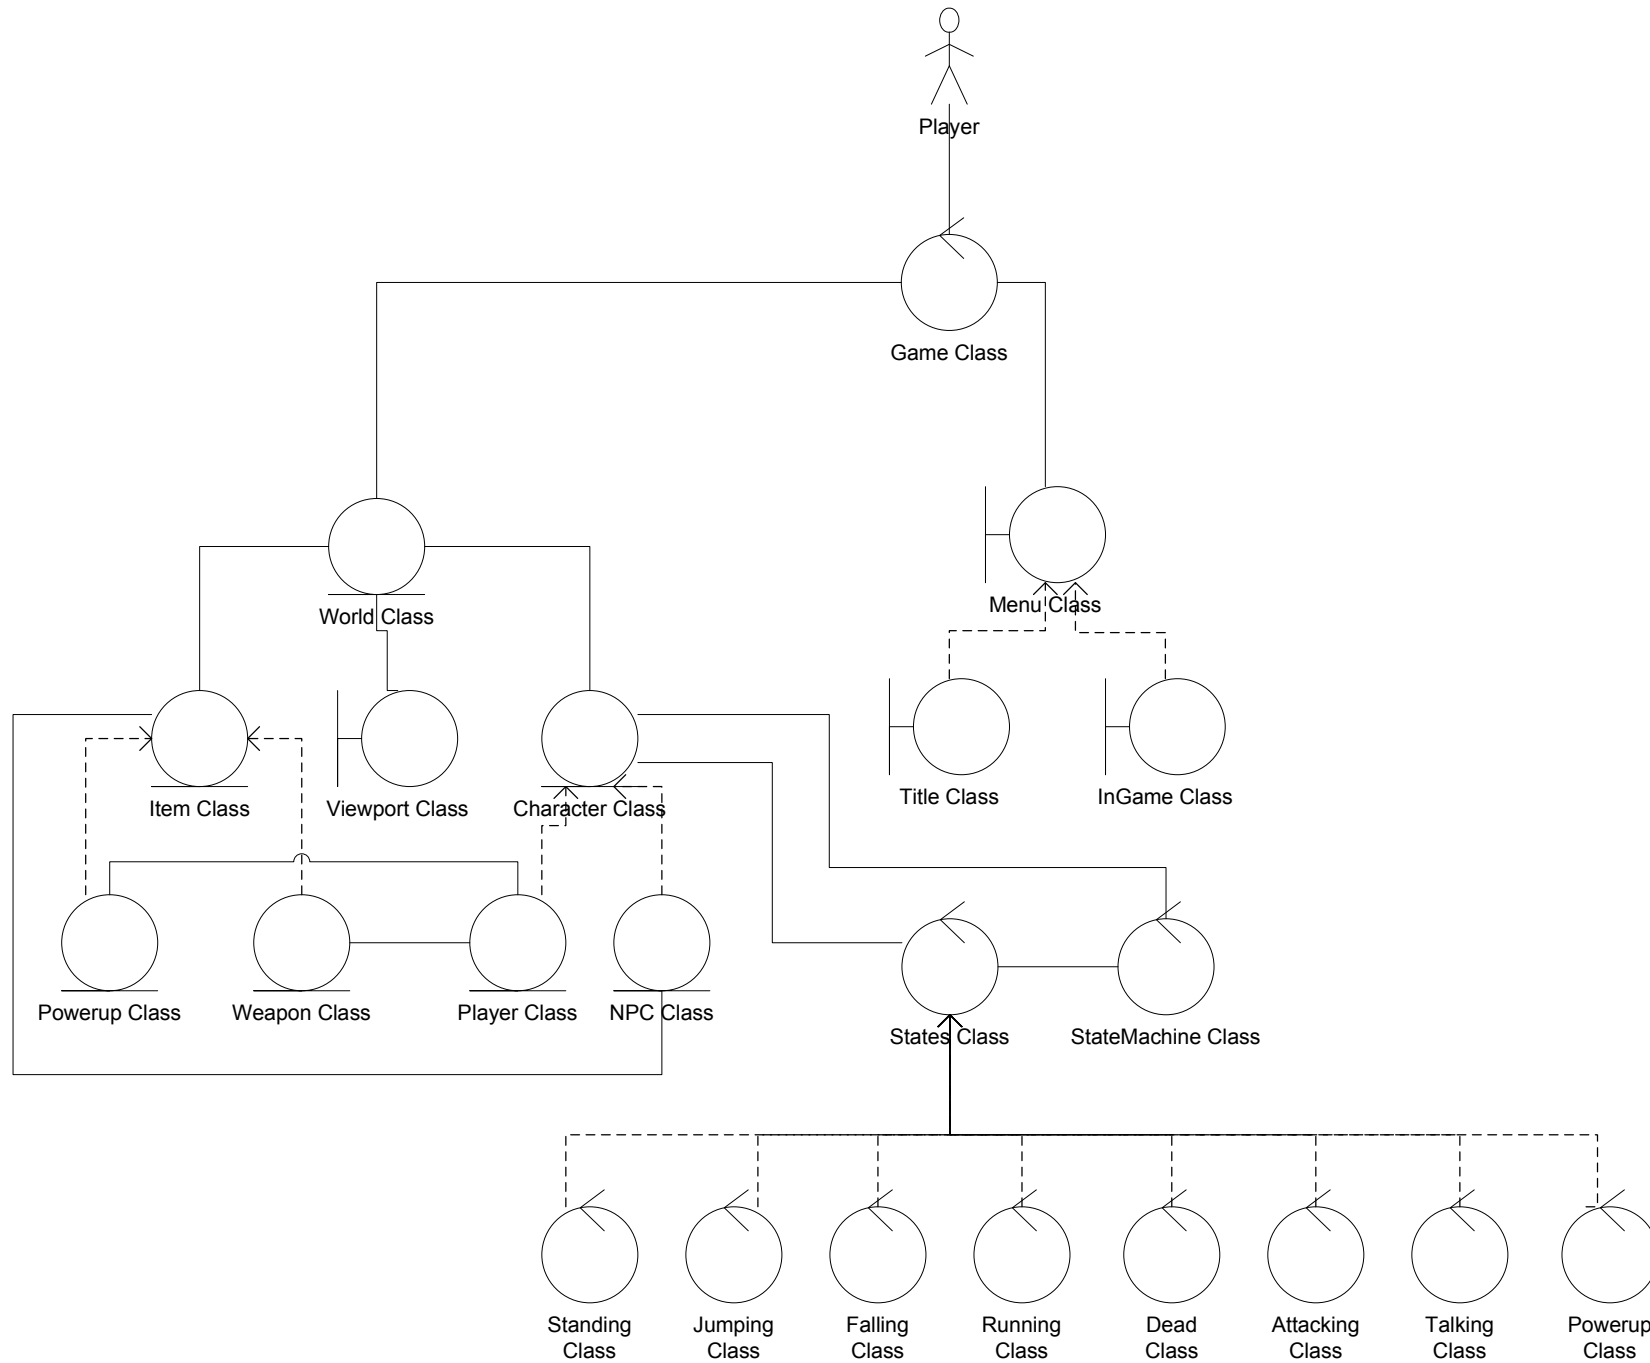 Player
Game Class
World Class
Menu Class
Item Class
Viewport Class
Character Class
Title Class
InGame Class
Powerup Class
Weapon Class
Player Class
NPC Class
States Class
StateMachine Class
Standing
Class
Jumping
Class
Falling
Class
Running
Class
Dead
Class
Attacking
Class
Talking
Class
Powerup
Class